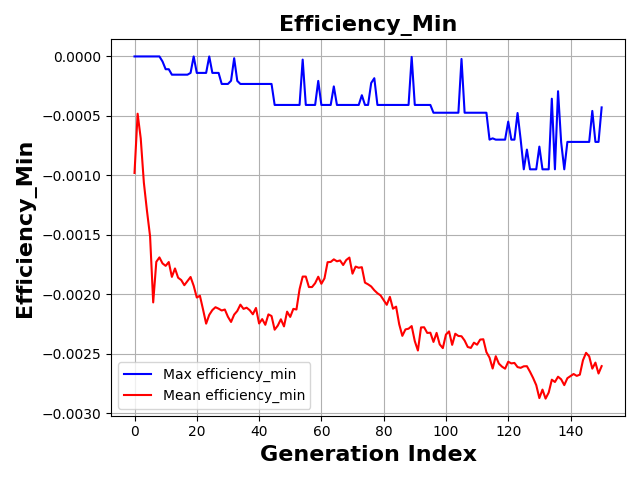 Efficiency_Min
0.0000
−0.0005
−0.0010
−0.0015
−0.0020
−0.0025
−0.0030
Efficiency_Min
Max efficiency_min
Mean efficiency_min
0 20 40 60 80 100 120 140
Generation Index